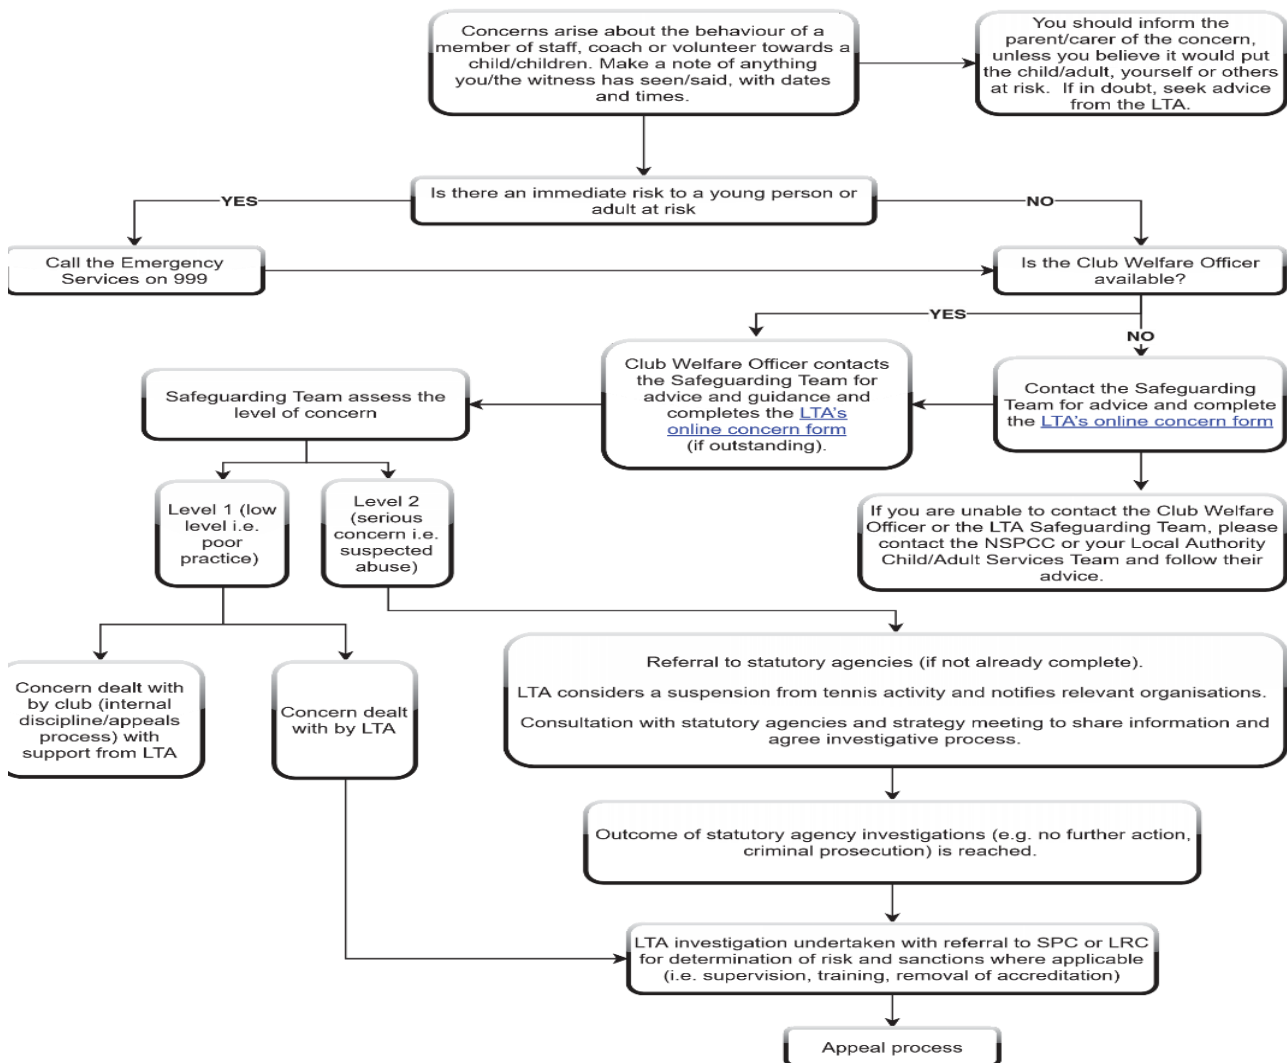 Concerns arise about the behaviour of a
member of staff, coach or volunteer towards a
child/children. Make a note of anything
you/the witness has seen/said, with dates
and times.
You should inform the
parent/carer of the concern,
unless you believe it would put
the child/adult, yourself or others
at risk. If in doubt, seek advice
from the LTA.
Is there an immediate risk to a young person or
adult at risk
YES
NO
Call the Emergency
Services on 999
Is the Club Welfare Officer
available?
YES
NO
Club Welfare Officer contacts
the Safeguarding Team for
advice and guidance and
completes the LTA's
online concern form
(if outstanding).
Contact the Safeguarding
Team for advice and complete
the LTA's online concern form
Safeguarding Team assess the
level of concern
Level 1 (low
level i.e.
poor
practice)
Level 2
(serious
concern i.e.
suspected
abuse)
If you are unable to contact the Club Welfare
Officer or the LTA Safeguarding Team, please
contact the NSPCC or your Local Authority
Child/Adult Services Team and follow their
advice.
Concern dealt with
by club (internal
discipline/appeals
process) with
support from LTA
Concern dealt
with by LTA
Referral to statutory agencies (if not already complete).
LTA considers a suspension from tennis activity and notifies relevant organisations.
Consultation with statutory agencies and strategy meeting to share information and
agree investigative process.
Outcome of statutory agency investigations (e.g. no further action,
criminal prosecution) is reached.
LTA investigation undertaken with referral to SPC or LRC
for determination of risk and sanctions where applicable
(i.e. supervision, training, removal of accreditation)
Appeal process